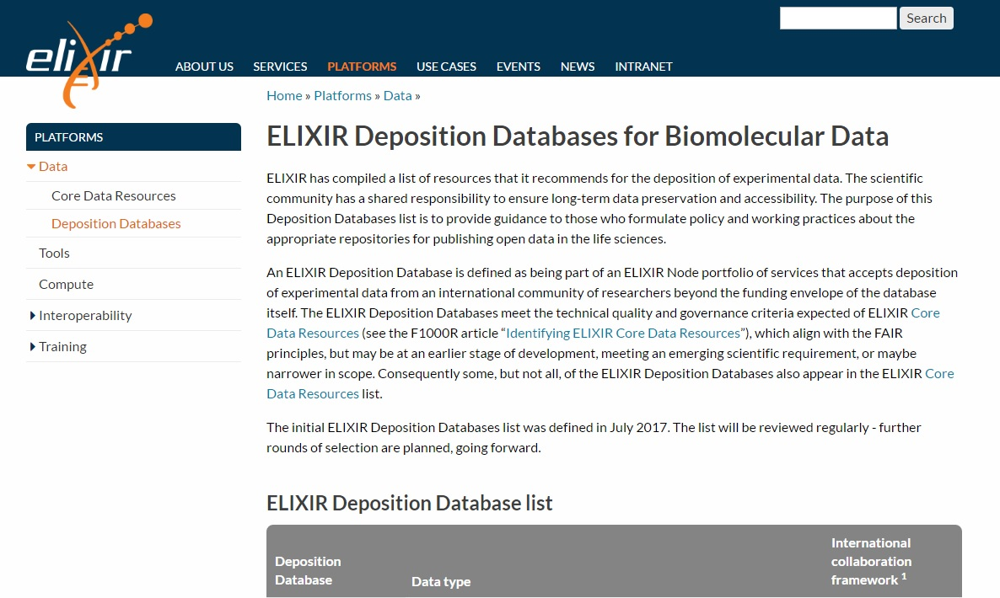 Search
elixir
ABOUT US SERVICES PLATFORMS USE CASES EVENTS NEWS INTRANET
Home » Platforms » Data »
PLATFORMS
Data
Core Data Resources
Deposition Databases
Tools
Compute
Interoperability
Training
ELIXIR Deposition Databases for Biomolecular Data
ELIXIR has compiled a list of resources that it recommends for the deposition of experimental data. The scientific
community has a shared responsibility to ensure long-term data preservation and accessibility. The purpose of this
Deposition Databases list is to provide guidance to those who formulate policy and working practices about the
appropriate repositories for publishing open data in the life sciences.
An ELIXIR Deposition Database is defined as being part of an ELIXIR Node portfolio of services that accepts deposition
of experimental data from an international community of researchers beyond the funding envelope of the database
itself. The ELIXIR Deposition Databases meet the technical quality and governance criteria expected of ELIXIR Core
Data Resources (see the F1000R article “Identifying ELIXIR Core Data Resources”), which align with the FAIR
principles, but may be at an earlier stage of development, meeting an emerging scientific requirement, or maybe
narrower in scope. Consequently some, but not all, of the ELIXIR Deposition Databases also appear in the ELIXIR Core
Data Resources list.
The initial ELIXIR Deposition Databases list was defined in July 2017. The list will be reviewed regularly - further
rounds of selection are planned, going forward.
ELIXIR Deposition Database list
Deposition
Database
Data type
International
collaboration
framework 1